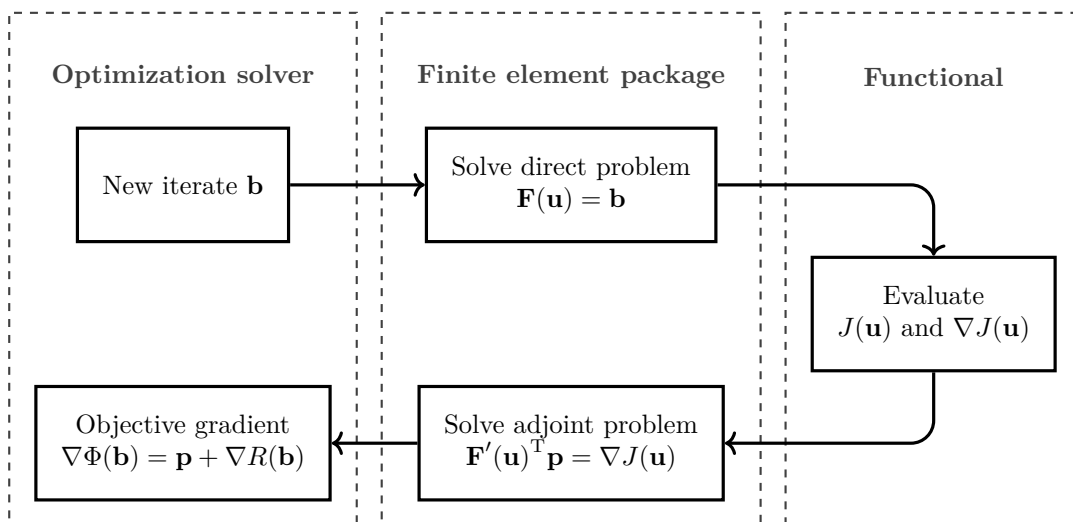 Optimization solver
Finite element package
Functional
New iterate b
Solve direct problem
F(u) = b
Evaluate
J(u) and ∇J(u)
Solve adjoint problem
F′(u)ᵀp = ∇J(u)
Objective gradient
∇Φ(b) = p + ∇R(b)